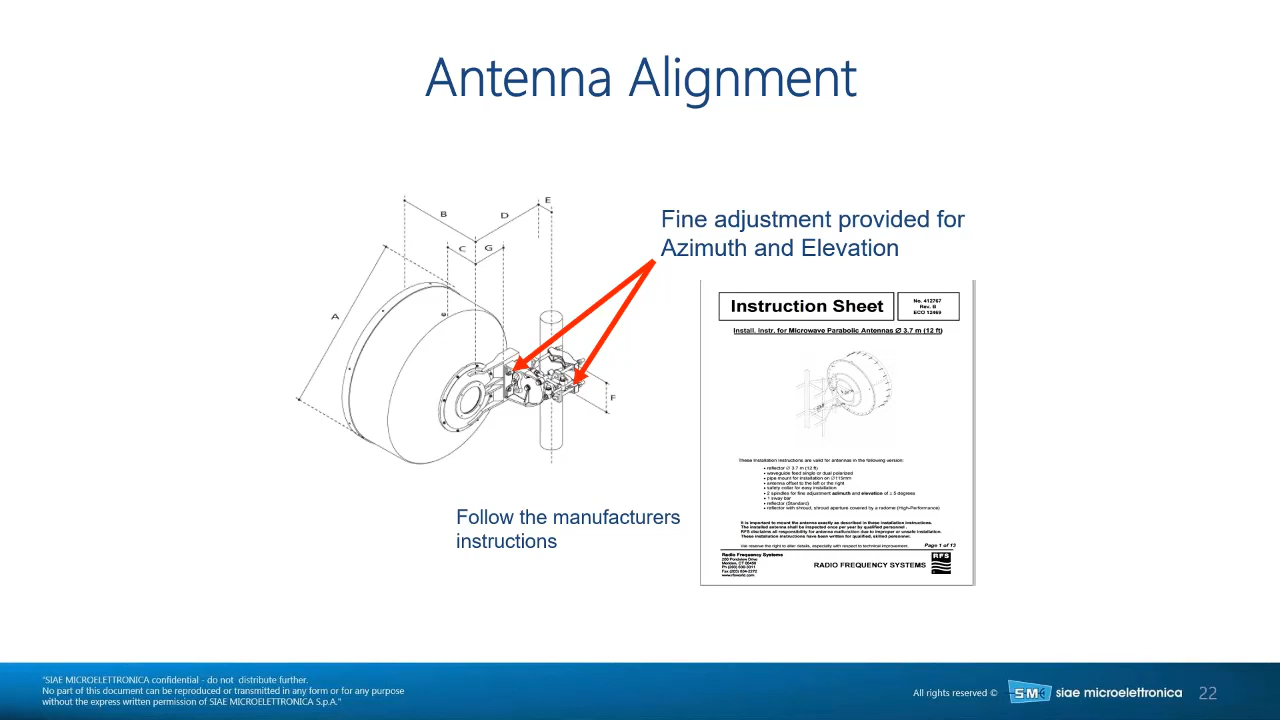 Antenna Alignment
E
B
D
C
G
A
F
Fine adjustment provided for
Azimuth and Elevation
Instruction Sheet
No. 412767
Rev. B
ECO 12469
Install. Instr. for Microwave Parabolic Antennas Ø 3.7 m (12 ft)
These installation instructions are valid for antennas in the following version:
• reflector Ø 3.7 m (12 ft)
• waveguide feed single or dual polarized
• pipe mount for installation on Ø115mm
• antenna offset to the left or the right
• safety collar for easy installation
• 2 spindles for fine adjustment azimuth and elevation of ± 5 degrees
• 1 sway bar
• reflector (Standard)
• reflector with shroud, shroud aperture covered by a radome (High-Performance)
It is important to mount the antenna exactly as described in these installation instructions.
The installed antenna shall be inspected once per year by qualified personnel.
RFS disclaims all responsibility for antenna malfunction due to improper or unsafe installation.
These installation instructions have been written for qualified, skilled personnel.
We reserve the right to alter details, especially with respect to technical improvement.
Page 1 of 13
Radio Frequency Systems
200 Pondview Drive
Meriden, CT 06450
www.rfsworld.com
RADIO FREQUENCY SYSTEMS
RFS
Follow the manufacturers
instructions
"SIAE MICROELETTRONICA confidential - do not distribute further.
No part of this document can be reproduced or transmitted in any form or for any purpose
without the express written permission of SIAE MICROELETTRONICA S.p.A."
All rights reserved ©
SM siae microelettronica
22